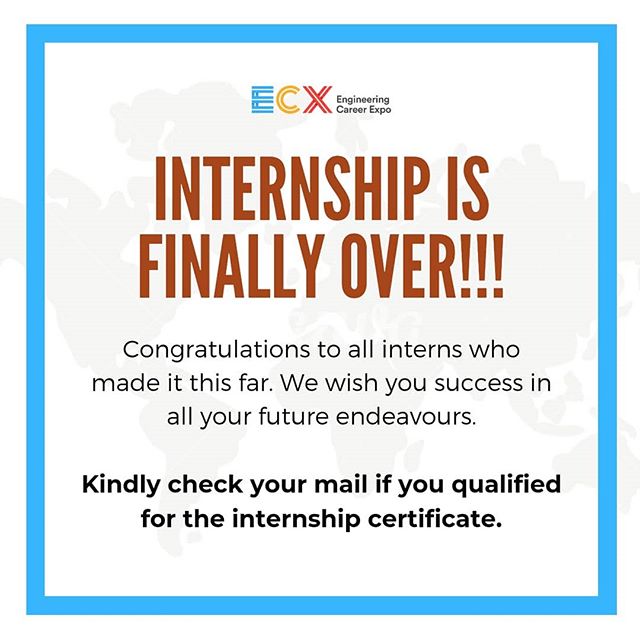 ECX Engineering
Career Expo
INTERNSHIP IS
FINALLY OVER!!!
Congratulations to all interns who
made it this far. We wish you success in
all your future endeavours.
Kindly check your mail if you qualified
for the internship certificate.